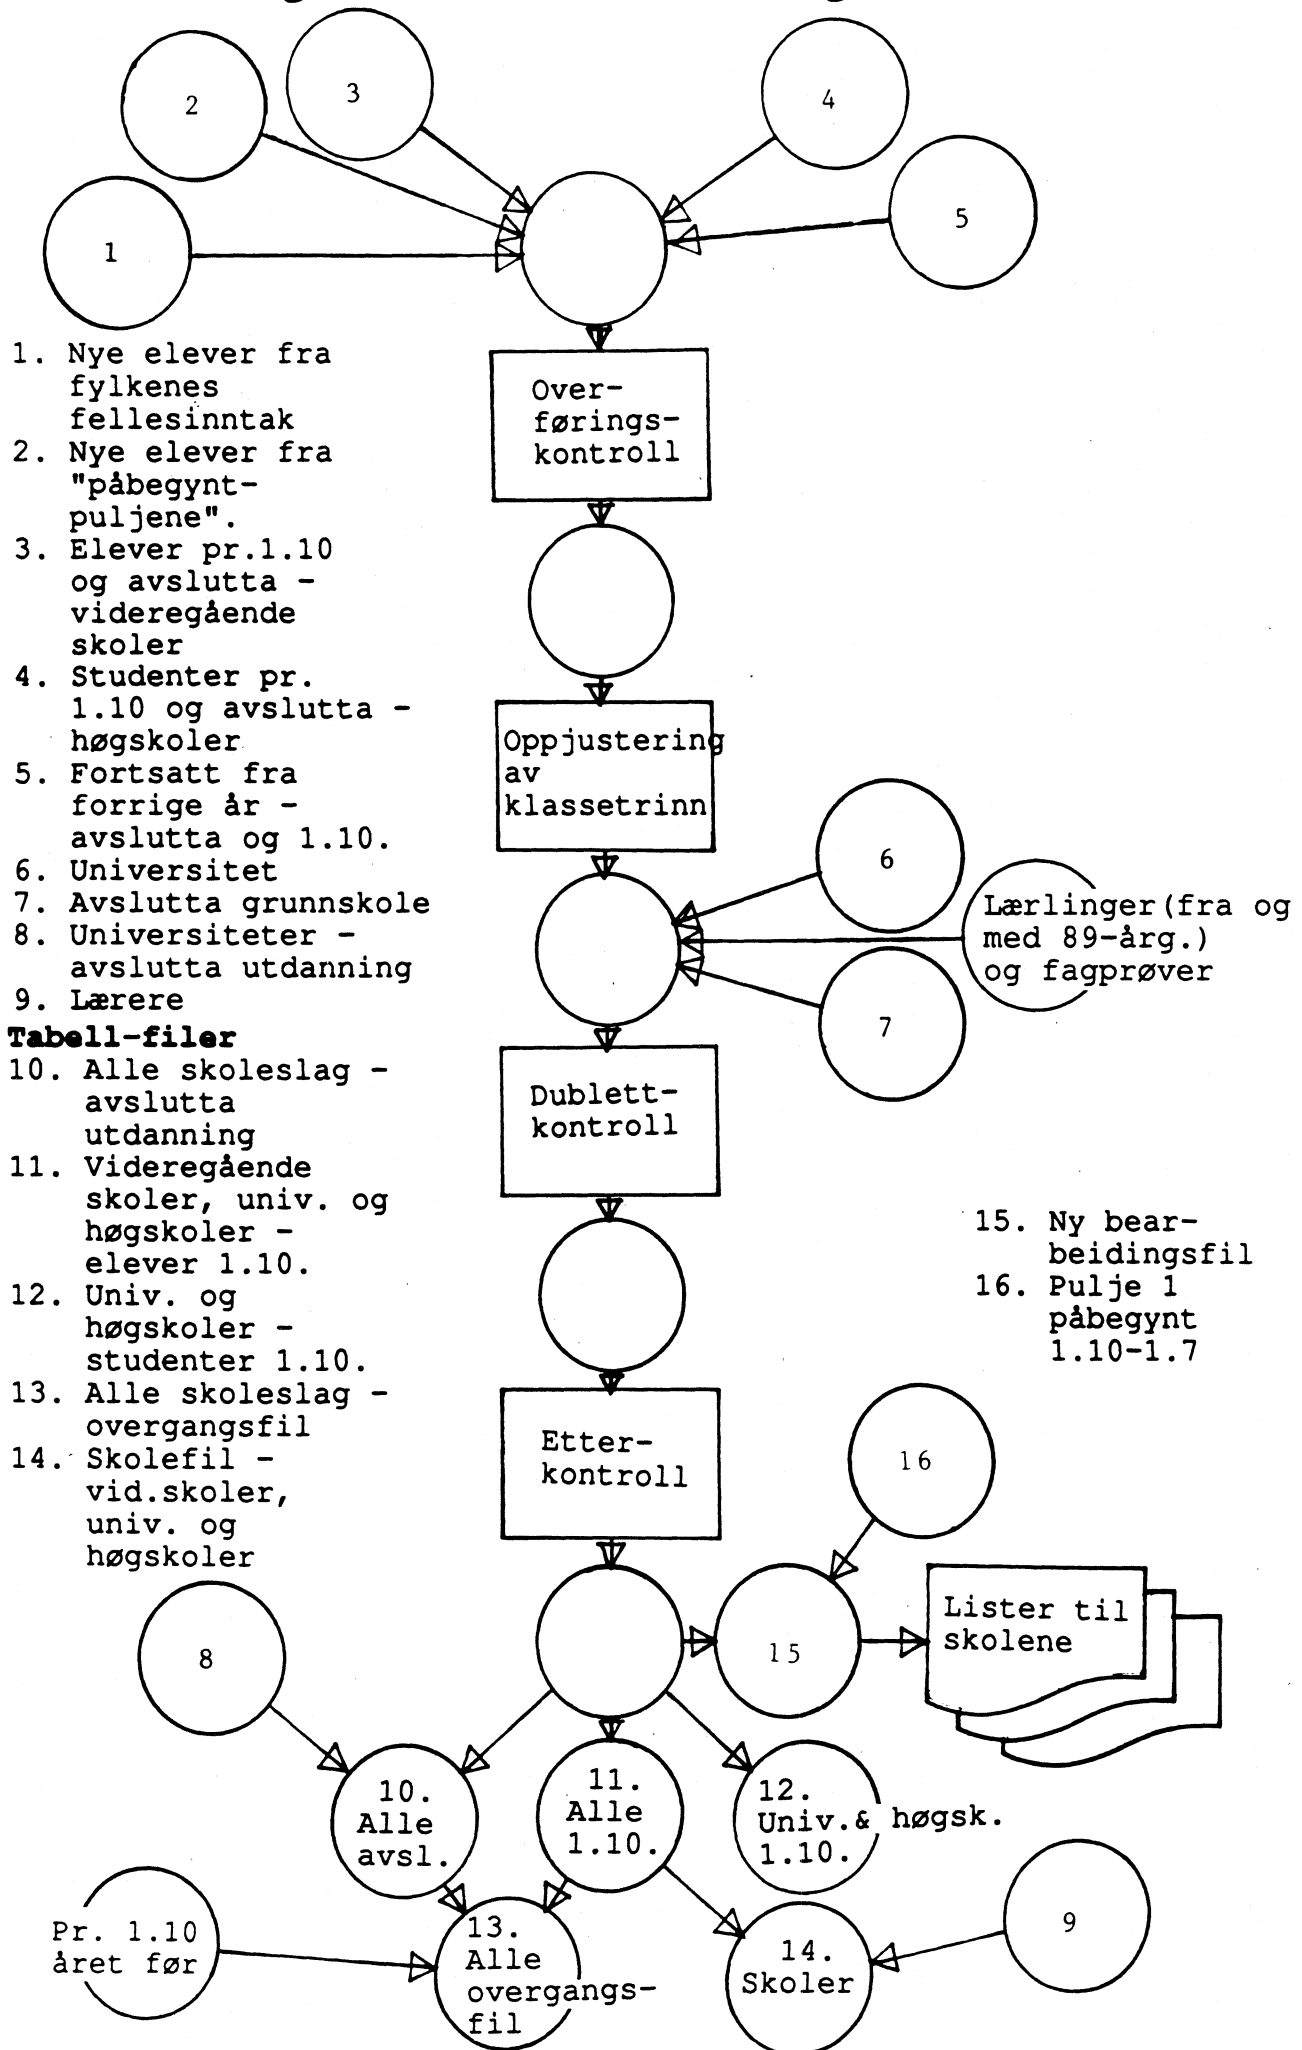 2
3
4
1
5
1. Nye elever fra
fylkenes
fellesinntak
2. Nye elever fra
"påbegynt-
puljene".
3. Elever pr.1.10
og avslutta -
videregående
skoler
4. Studenter pr.
1.10 og avslutta -
høgskoler
5. Fortsatt fra
forrige år -
avslutta og 1.10.
6. Universitet
7. Avslutta grunnskole
8. Universiteter -
avslutta utdanning
9. Lærere
Tabell-filer
10. Alle skoleslag -
avslutta
utdanning
11. Videregående
skoler, univ. og
høgskoler -
elever 1.10.
12. Univ. og
høgskoler -
studenter 1.10.
13. Alle skoleslag -
overgangsfil
14. Skolefil -
vid.skoler,
univ. og
høgskoler
Over-
førings-
kontroll
Oppjustering
av
klassetrinn
6
Lærlinger(fra og
med 89-årg.)
og fagprøver
7
Dublett-
kontroll
15. Ny bear-
beidingsfil
16. Pulje 1
påbegynt
1.10-1.7
Etter-
kontroll
16
8
15
Lister til
skolene
10.
Alle
avsl.
11.
Alle
1.10.
12.
Univ.& høgsk.
1.10.
Pr. 1.10
året før
13.
Alle
overgangs-
fil
14.
Skoler
9